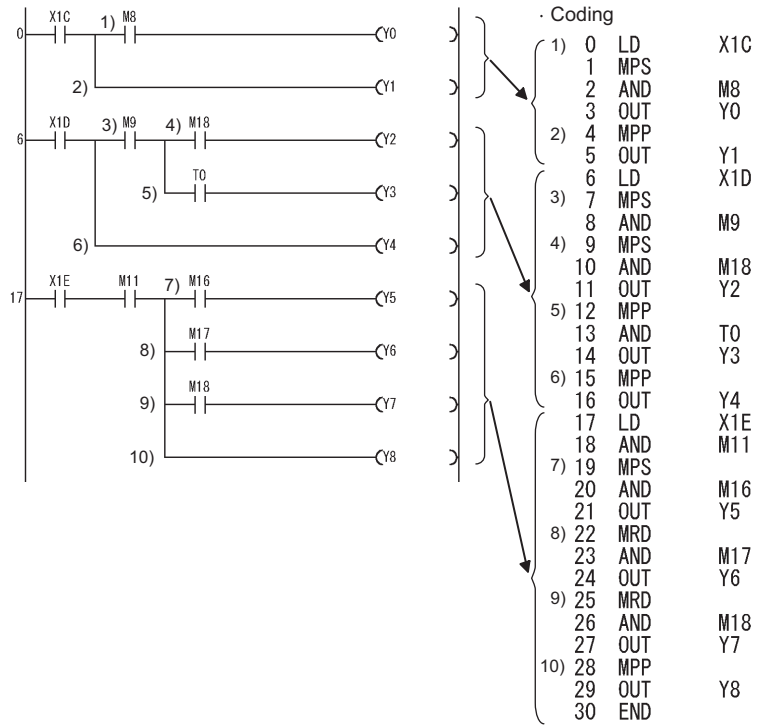 X1C 1) M8
0 Y0
2) Y1
X1D 3) M9 4) M18
6 Y2
T0
5) Y3
6) Y4
X1E M11 7) M16
17 Y5
M17
8) Y6
M18
9) Y7
10) Y8
· Coding
1) 0 LD X1C
1 MPS
2 AND M8
3 OUT Y0
2) 4 MPP
5 OUT Y1
6 LD X1D
3) 7 MPS
8 AND M9
4) 9 MPS
10 AND M18
11 OUT Y2
5) 12 MPP
13 AND T0
14 OUT Y3
6) 15 MPP
16 OUT Y4
17 LD X1E
18 AND M11
7) 19 MPS
20 AND M16
21 OUT Y5
8) 22 MRD
23 AND M17
24 OUT Y6
9) 25 MRD
26 AND M18
27 OUT Y7
10) 28 MPP
29 OUT Y8
30 END